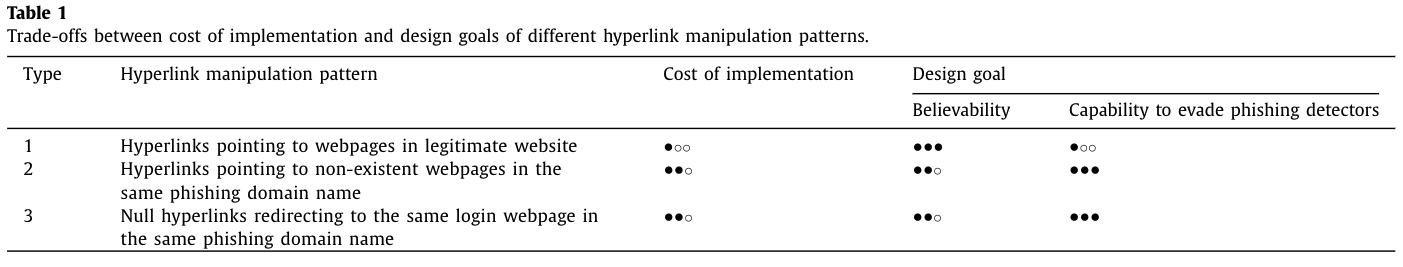 Table 1
Trade-offs between cost of implementation and design goals of different hyperlink manipulation patterns.
Type Hyperlink manipulation pattern Cost of implementation Design goal
Believability Capability to evade phishing detectors
1 Hyperlinks pointing to webpages in legitimate website ●○○ ●●● ●○○
2 Hyperlinks pointing to non-existent webpages in the ●●○ ●●○ ●●●
same phishing domain name
3 Null hyperlinks redirecting to the same login webpage in ●●○ ●●○ ●●●
the same phishing domain name